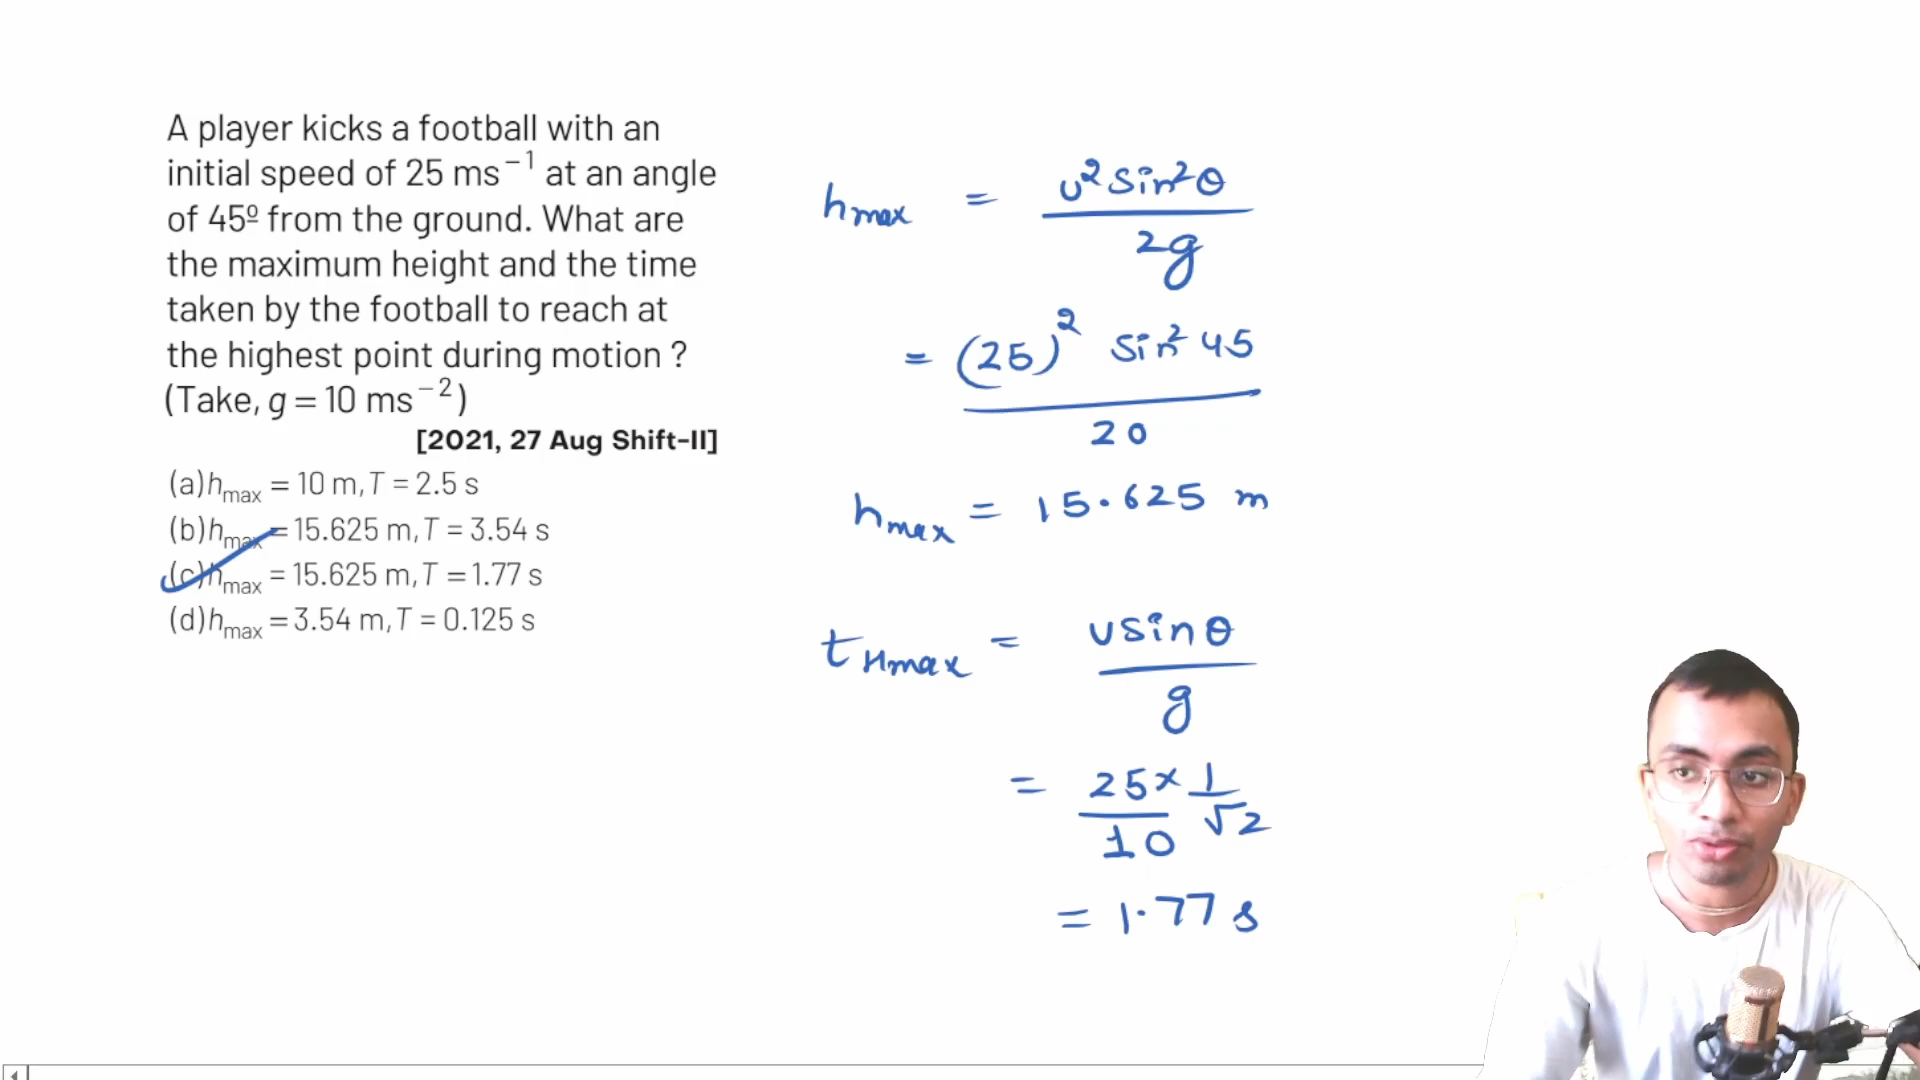 A player kicks a football with an
initial speed of 25 ms⁻¹ at an angle
of 45º from the ground. What are
the maximum height and the time
taken by the football to reach at
the highest point during motion ?
(Take, g = 10 ms⁻²)
[2021, 27 Aug Shift-II]
(a) hmax = 10 m, T = 2.5 s
(b) hmax = 15.625 m, T = 3.54 s
(c) hmax = 15.625 m, T = 1.77 s
(d) hmax = 3.54 m, T = 0.125 s
hmax = u² sin²θ
2g
= (25)² sin² 45
20
hmax = 15.625 m
tHmax = usinθ
g
= 25 × 1
10 √2
= 1.77 s